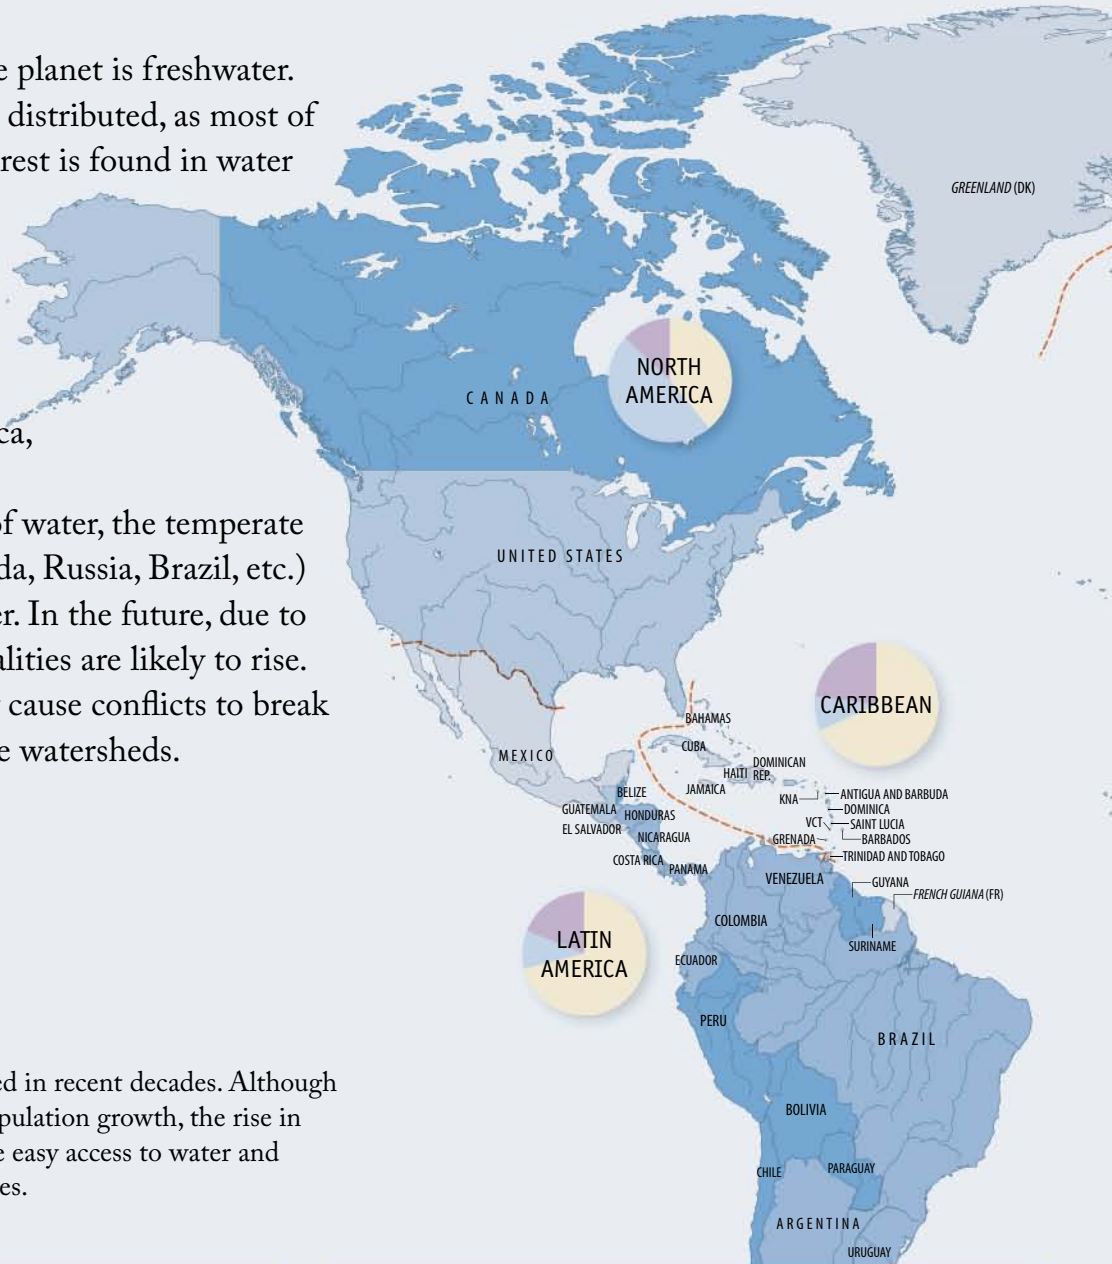 e planet is freshwater.
distributed, as most of
rest is found in water
ca,
of water, the temperate
da, Russia, Brazil, etc.)
er. In the future, due to
alities are likely to rise.
y cause conflicts to break
e watersheds.
ed in recent decades. Although
pulation growth, the rise in
e easy access to water and
es.
GREENLAND (DK)
CANADA
NORTH
AMERICA
UNITED STATES
CARIBBEAN
MEXICO
BAHAMAS
CUBA
DOMINICAN
REP.
HAITI
JAMAICA
BELIZE
GUATEMALA
HONDURAS
EL SALVADOR
NICARAGUA
COSTA RICA
PANAMA
KNA
ANTIGUA AND BARBUDA
DOMINICA
VCT
SAINT LUCIA
BARBADOS
GRENADA
TRINIDAD AND TOBAGO
VENEZUELA
GUYANA
FRENCH GUIANA (FR)
SURINAME
COLOMBIA
LATIN
AMERICA
ECUADOR
PERU
BRAZIL
BOLIVIA
CHILE
PARAGUAY
ARGENTINA
URUGUAY